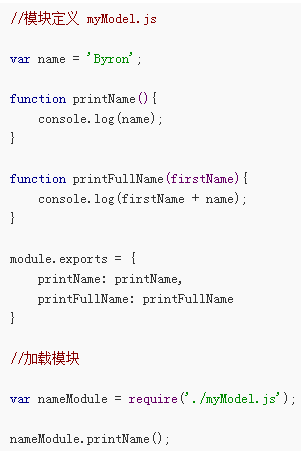 //模块定义 myModel.js
var name = 'Byron';
function printName(){
console.log(name);
}
function printFullName(firstName){
console.log(firstName + name);
}
module.exports = {
printName: printName,
printFullName: printFullName
}
//加载模块
var nameModule = require('./myModel.js');
nameModule.printName();